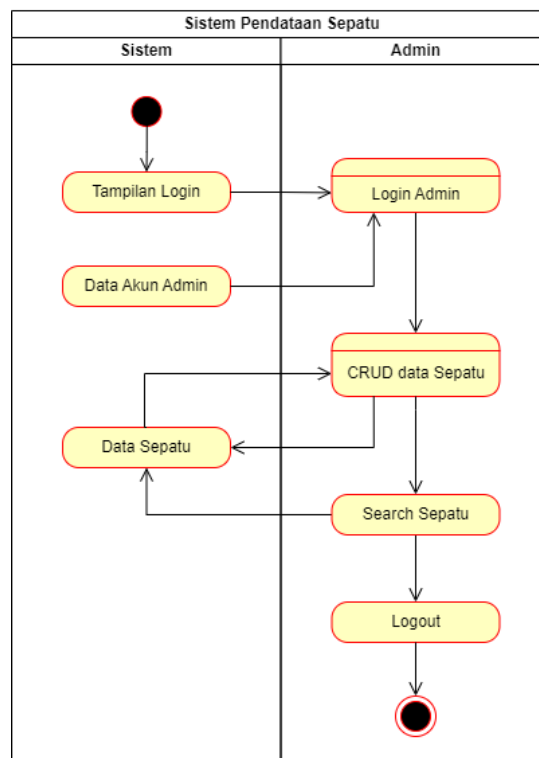 Sistem Pendataan Sepatu
Sistem
Admin
Tampilan Login
Login Admin
Data Akun Admin
CRUD data Sepatu
Data Sepatu
Search Sepatu
Logout